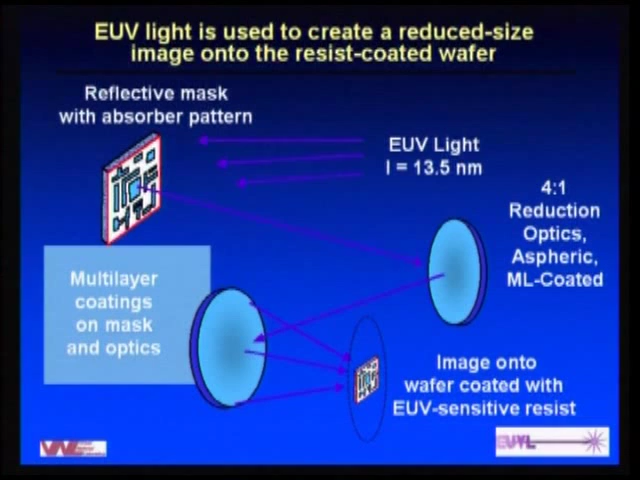 EUV light is used to create a reduced-size
image onto the resist-coated wafer
Reflective mask
with absorber pattern
EUV Light
l = 13.5 nm
4:1
Reduction
Optics,
Aspheric,
ML-Coated
Multilayer
coatings
on mask
and optics
Image onto
wafer coated with
EUV-sensitive resist
VNL
EUVL